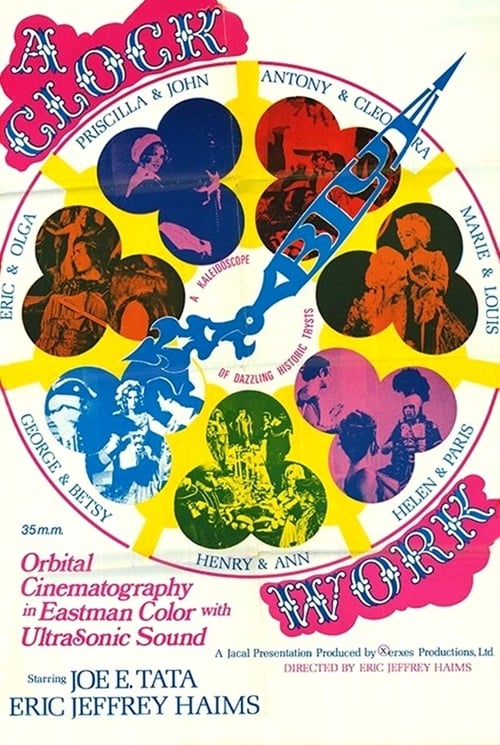 A
CLOCK
PRISCILLA & JOHN
ANTONY & CLEOPATRA
BLY
ERIC & OLGA
MARIE & LOUIS
A KALEIDOSCOPE
OF DAZZLING HISTORIC TRYSTS
GEORGE & BETSY
HELEN & PARIS
HENRY & ANN
WORK
35m.m.
Orbital
Cinematography
in Eastman Color with
UltraSonic Sound
A Jacal Presentation Produced by Xerxes Productions, Ltd
DIRECTED BY ERIC JEFFREY HAIMS
Starring JOE E. TATA
ERIC JEFFREY HAIMS